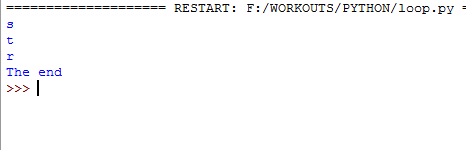 ==================== RESTART: F:/WORKOUTS/PYTHON/loop.py =
s
t
r
The end
>>>